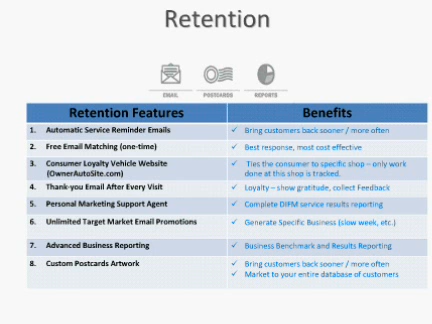 Retention
EMAIL POSTCARDS REPORTS
Retention Features Benefits
1. Automatic Service Reminder Emails ✓ Bring customers back sooner / more often
2. Free Email Matching (one-time) ✓ Best response, most cost effective
3. Consumer Loyalty Vehicle Website ✓ Ties the consumer to specific shop – only work
(OwnerAutoSite.com) done at this shop is tracked.
4. Thank-you Email After Every Visit ✓ Loyalty – show gratitude, collect Feedback
5. Personal Marketing Support Agent ✓ Complete DIFM service results reporting
6. Unlimited Target Market Email Promotions ✓ Generate Specific Business (slow week, etc.)
7. Advanced Business Reporting ✓ Business Benchmark and Results Reporting
8. Custom Postcards Artwork ✓ Bring customers back sooner / more often
✓ Market to your entire database of customers